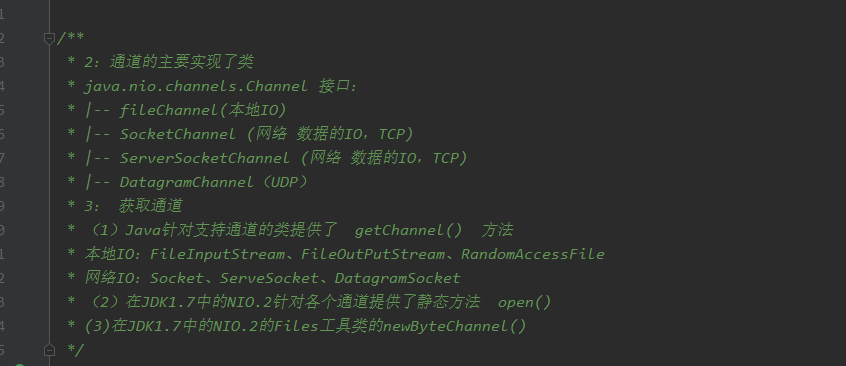 1
2 /**
3 * 2：通道的主要实现了类
4 * java.nio.channels.Channel 接口：
5 * |-- fileChannel(本地IO)
6 * |-- SocketChannel (网络 数据的IO，TCP)
7 * |-- ServerSocketChannel (网络 数据的IO，TCP)
8 * |-- DatagramChannel（UDP）
9 * 3： 获取通道
0 * （1）Java针对支持通道的类提供了 getChannel() 方法
1 * 本地IO：FileInputStream、FileOutPutStream、RandomAccessFile
2 * 网络IO：Socket、ServeSocket、DatagramSocket
3 * （2）在JDK1.7中的NIO.2针对各个通道提供了静态方法 open()
4 * (3)在JDK1.7中的NIO.2的Files工具类的newByteChannel()
5 */